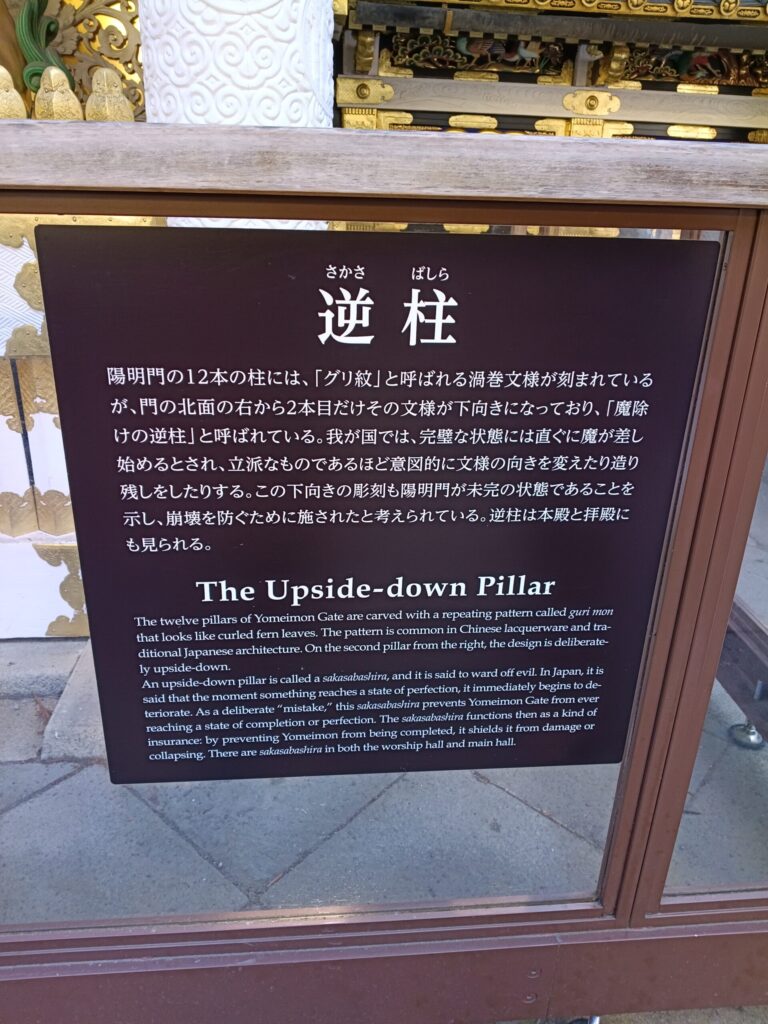 さかさ ばしら
逆柱
陽明門の12本の柱には、「グリ紋」と呼ばれる渦巻文様が刻まれている
が、門の北面の右から2本目だけその文様が下向きになっており、「魔除
けの逆柱」と呼ばれている。我が国では、完璧な状態には直ぐに魔が差し
始めるとされ、立派なものであるほど意図的に文様の向きを変えたり造り
残しをしたりする。この下向きの彫刻も陽明門が未完の状態であることを
示し、崩壊を防ぐために施されたと考えられている。逆柱は本殿と拝殿に
も見られる。
The Upside-down Pillar
The twelve pillars of Yomeimon Gate are carved with a repeating pattern called guri mon
that looks like curled fern leaves. The pattern is common in Chinese lacquerware and tra-
ditional Japanese architecture. On the second pillar from the right, the design is deliberate-
ly upside-down.
An upside-down pillar is called a sakasabashira, and it is said to ward off evil. In Japan, it is
said that the moment something reaches a state of perfection, it immediately begins to de-
teriorate. As a deliberate “mistake,” this sakasabashira prevents Yomeimon Gate from ever
reaching a state of completion or perfection. The sakasabashira functions then as a kind of
insurance: by preventing Yomeimon from being completed, it shields it from damage or
collapsing. There are sakasabashira in both the worship hall and main hall.